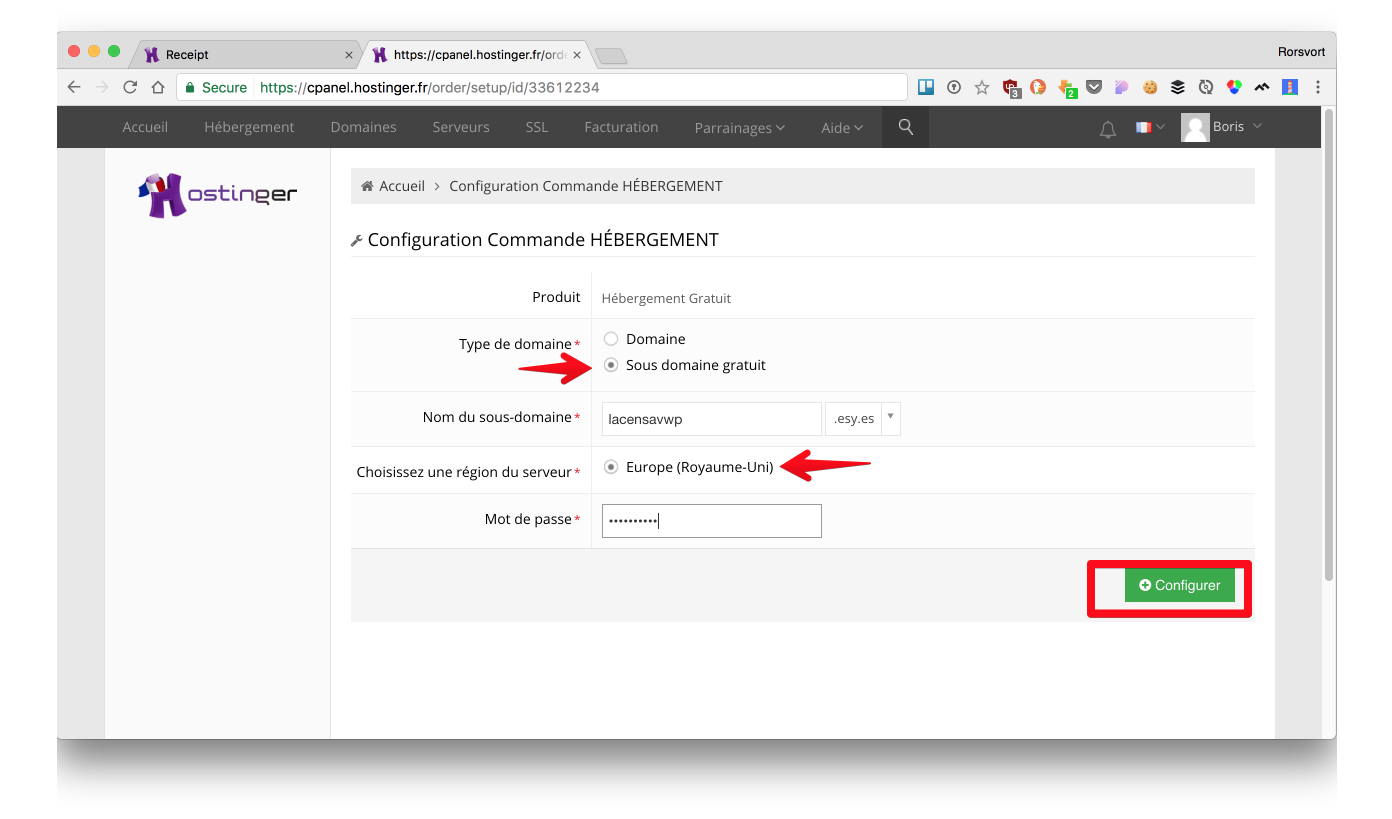 Receipt
https://cpanel.hostinger.fr/orde
Rorsvort
Secure https://cpanel.hostinger.fr/order/setup/id/33612234
3
2
Accueil Hébergement Domaines Serveurs SSL Facturation Parrainages Aide Boris
Hostinger
Accueil > Configuration Commande HÉBERGEMENT
Configuration Commande HÉBERGEMENT
Produit Hébergement Gratuit
Type de domaine* Domaine
Sous domaine gratuit
Nom du sous-domaine* lacensavwp .esy.es
Choisissez une région du serveur* Europe (Royaume-Uni)
Mot de passe* ••••••••••
Configurer